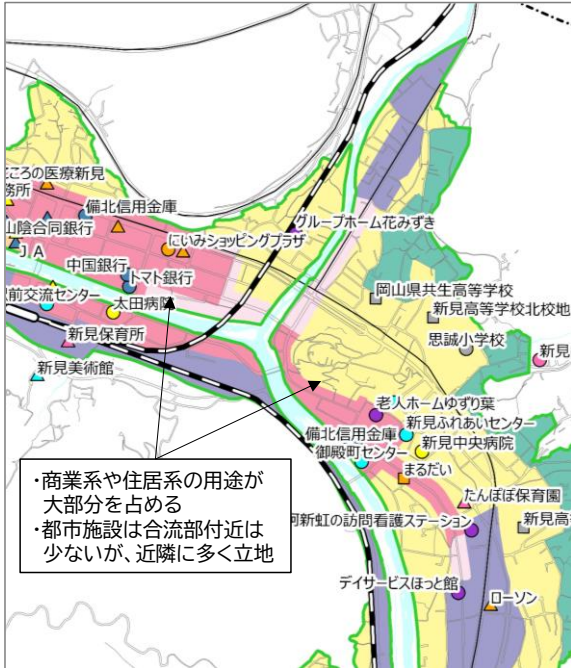 こころの医療新見
務所
備北信用金庫
グループホーム花みずき
山陰合同銀行
にいみショッピングプラザ
ＪＡ
中国銀行
トマト銀行
岡山県共生高等学校
駅前交流センター
太田病院
新見高等学校北校地
新見保育所
思誠小学校
新見
新見美術館
老人ホームゆずり葉
新見ふれあいセンター
備北信用金庫
新見中央病院
御殿町センター
まるだい
・商業系や住居系の用途が
大部分を占める
・都市施設は合流部付近は
少ないが、近隣に多く立地
たんぽぽ保育園
阿新虹の訪問看護ステーション
新見高
デイサービスほっと館
ローソン